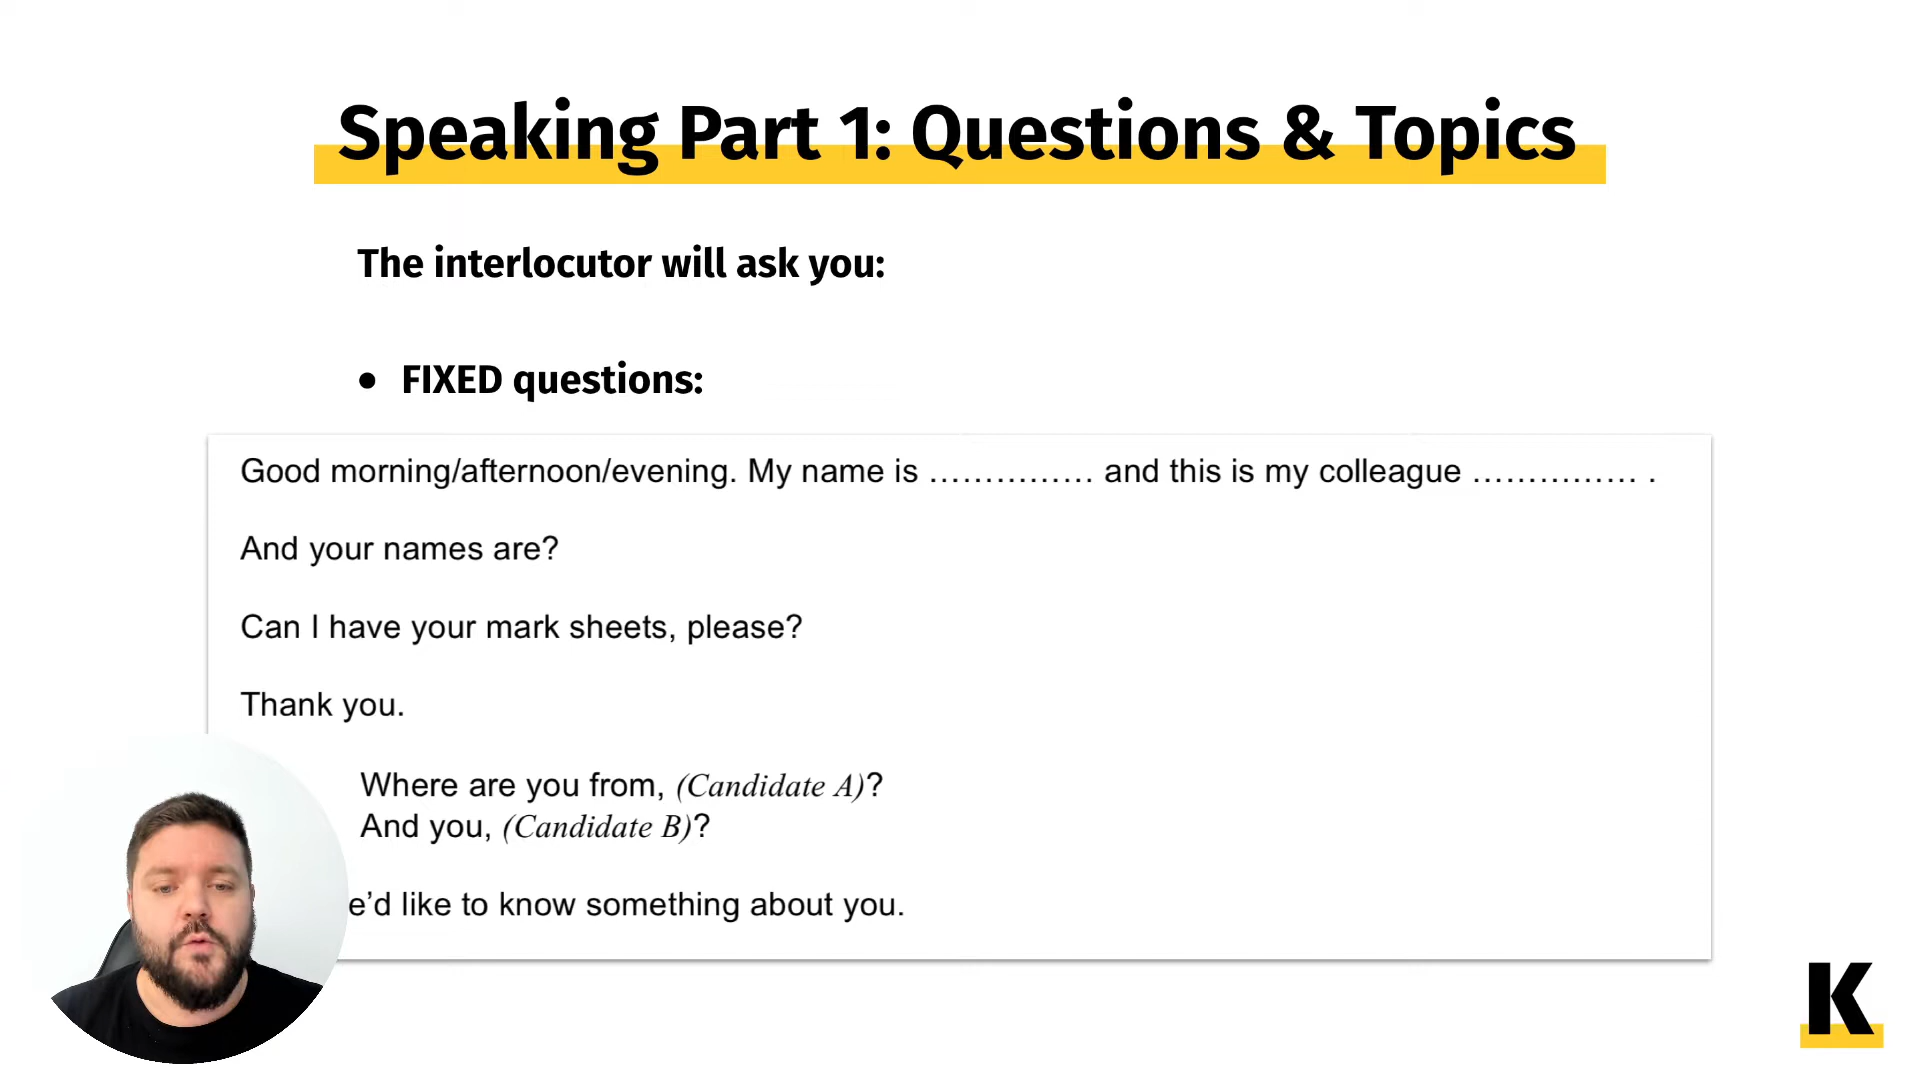 Speaking Part 1: Questions & Topics
The interlocutor will ask you:
● FIXED questions:
Good morning/afternoon/evening. My name is …………… and this is my colleague …………… .
And your names are?
Can I have your mark sheets, please?
Thank you.
Where are you from, (Candidate A)?
And you, (Candidate B)?
e’d like to know something about you.
K